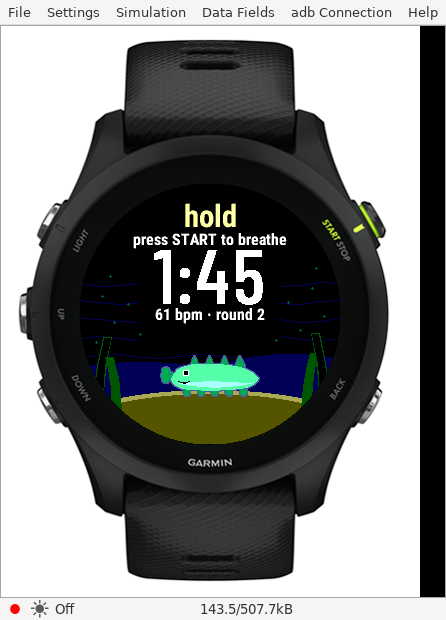 File Settings Simulation Data Fields adb Connection Help
LIGHT
START STOP
hold
press START to breathe
1:45
61 bpm · round 2
UP
DOWN
BACK
GARMIN
Off 143.5/507.7kB